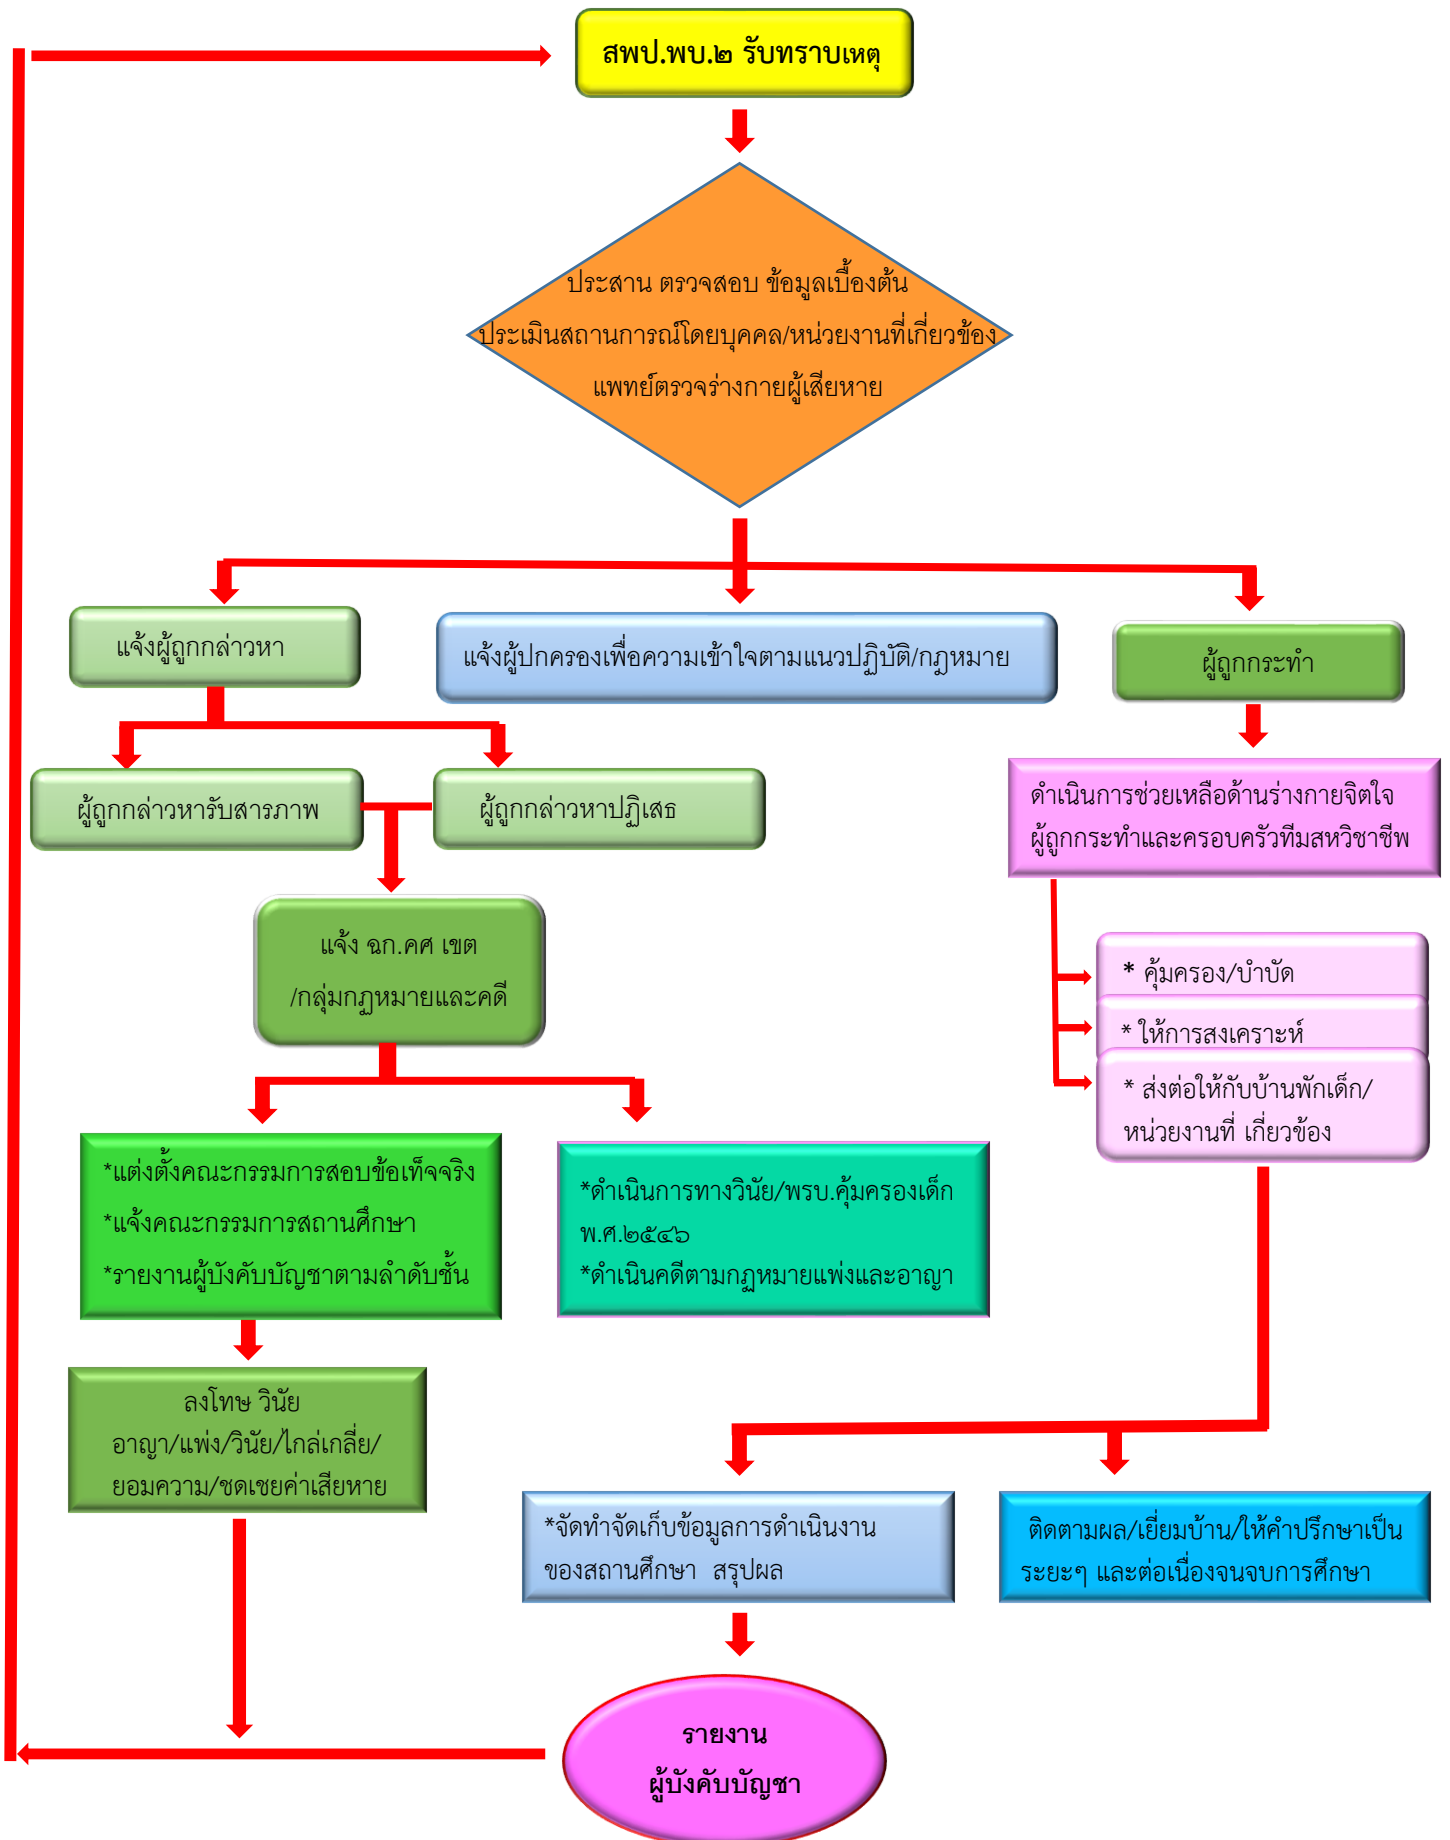 สพป.พบ.๒ รับทราบเหตุ
ประสาน ตรวจสอบ ข้อมูลเบื้องต้น
ประเมินสถานการณ์โดยบุคคล/หน่วยงานที่เกี่ยวข้อง
แพทย์ตรวจร่างกายผู้เสียหาย
แจ้งผู้ถูกกล่าวหา
แจ้งผู้ปกครองเพื่อความเข้าใจตามแนวปฏิบัติ/กฎหมาย
ผู้ถูกกระทำ
ผู้ถูกกล่าวหารับสารภาพ
ผู้ถูกกล่าวหาปฏิเสธ
ดำเนินการช่วยเหลือด้านร่างกายจิตใจ
ผู้ถูกกระทำและครอบครัวทีมสหวิชาชีพ
แจ้ง ฉก.คศ เขต
/กลุ่มกฎหมายและคดี
* คุ้มครอง/บำบัด
* ให้การสงเคราะห์
* ส่งต่อให้กับบ้านพักเด็ก/
หน่วยงานที่ เกี่ยวข้อง
*แต่งตั้งคณะกรรมการสอบข้อเท็จจริง
*แจ้งคณะกรรมการสถานศึกษา
*รายงานผู้บังคับบัญชาตามลำดับชั้น
*ดำเนินการทางวินัย/พรบ.คุ้มครองเด็ก
พ.ศ.๒๕๔๖
*ดำเนินคดีตามกฎหมายแพ่งและอาญา
ลงโทษ วินัย
อาญา/แพ่ง/วินัย/ไกล่เกลี่ย/
ยอมความ/ชดเชยค่าเสียหาย
*จัดทำจัดเก็บข้อมูลการดำเนินงาน
ของสถานศึกษา สรุปผล
ติดตามผล/เยี่ยมบ้าน/ให้คำปรึกษาเป็น
ระยะๆ และต่อเนื่องจนจบการศึกษา
รายงาน
ผู้บังคับบัญชา